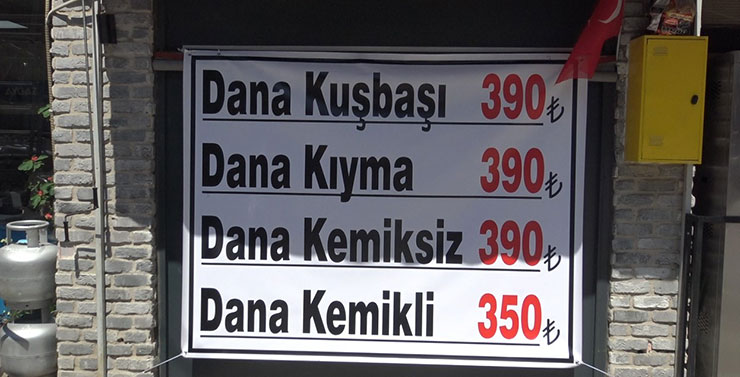 Dana Kuşbaşı 390₺
Dana Kıyma 390₺
Dana Kemiksiz 390₺
Dana Kemikli 350₺